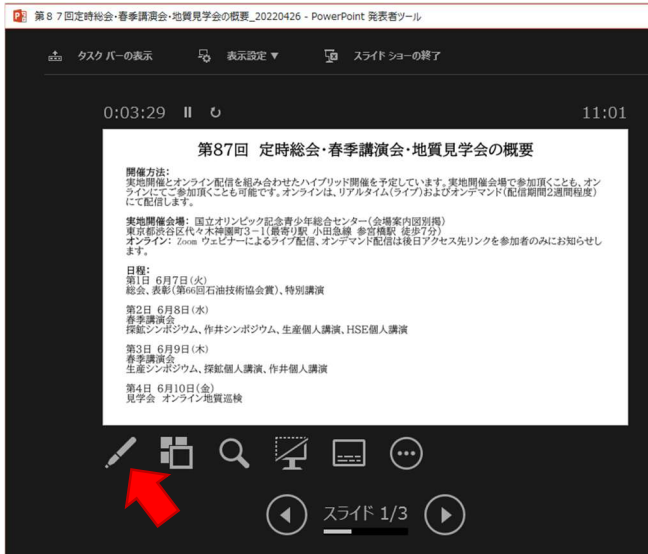 第８７回定時総会・春季講演会・地質見学会の概要_20220426 - PowerPoint 発表者ツール
タスク バーの表示
表示設定 ▼
スライド ショーの終了
0:03:29
11:01
第87回 定時総会・春季講演会・地質見学会の概要
開催方法：
実地開催とオンライン配信を組み合わせたハイブリッド開催を予定しています。実地開催会場で参加頂くことも、オン
ラインにてご参加頂くことも可能です。オンラインは、リアルタイム（ライブ）およびオンデマンド（配信期間2週間程度）
にて配信します。
実地開催会場： 国立オリンピック記念青少年総合センター（会場案内図別掲）
東京都渋谷区代々木神園町３－１（最寄り駅 小田急線 参宮橋駅 徒歩7分）
オンライン： Zoom ウェビナーによるライブ配信、オンデマンド配信は後日アクセス先リンクを参加者のみにお知らせし
ます。
日程：
第1日 6月7日（火）
総会、表彰（第66回石油技術協会賞）、特別講演
第2日 6月8日（水）
春季講演会
探鉱シンポジウム、作井シンポジウム、生産個人講演、HSE個人講演
第3日 6月9日（木）
春季講演会
生産シンポジウム、探鉱個人講演、作井個人講演
第4日 6月10日（金）
見学会 オンライン地質巡検
スライド 1/3